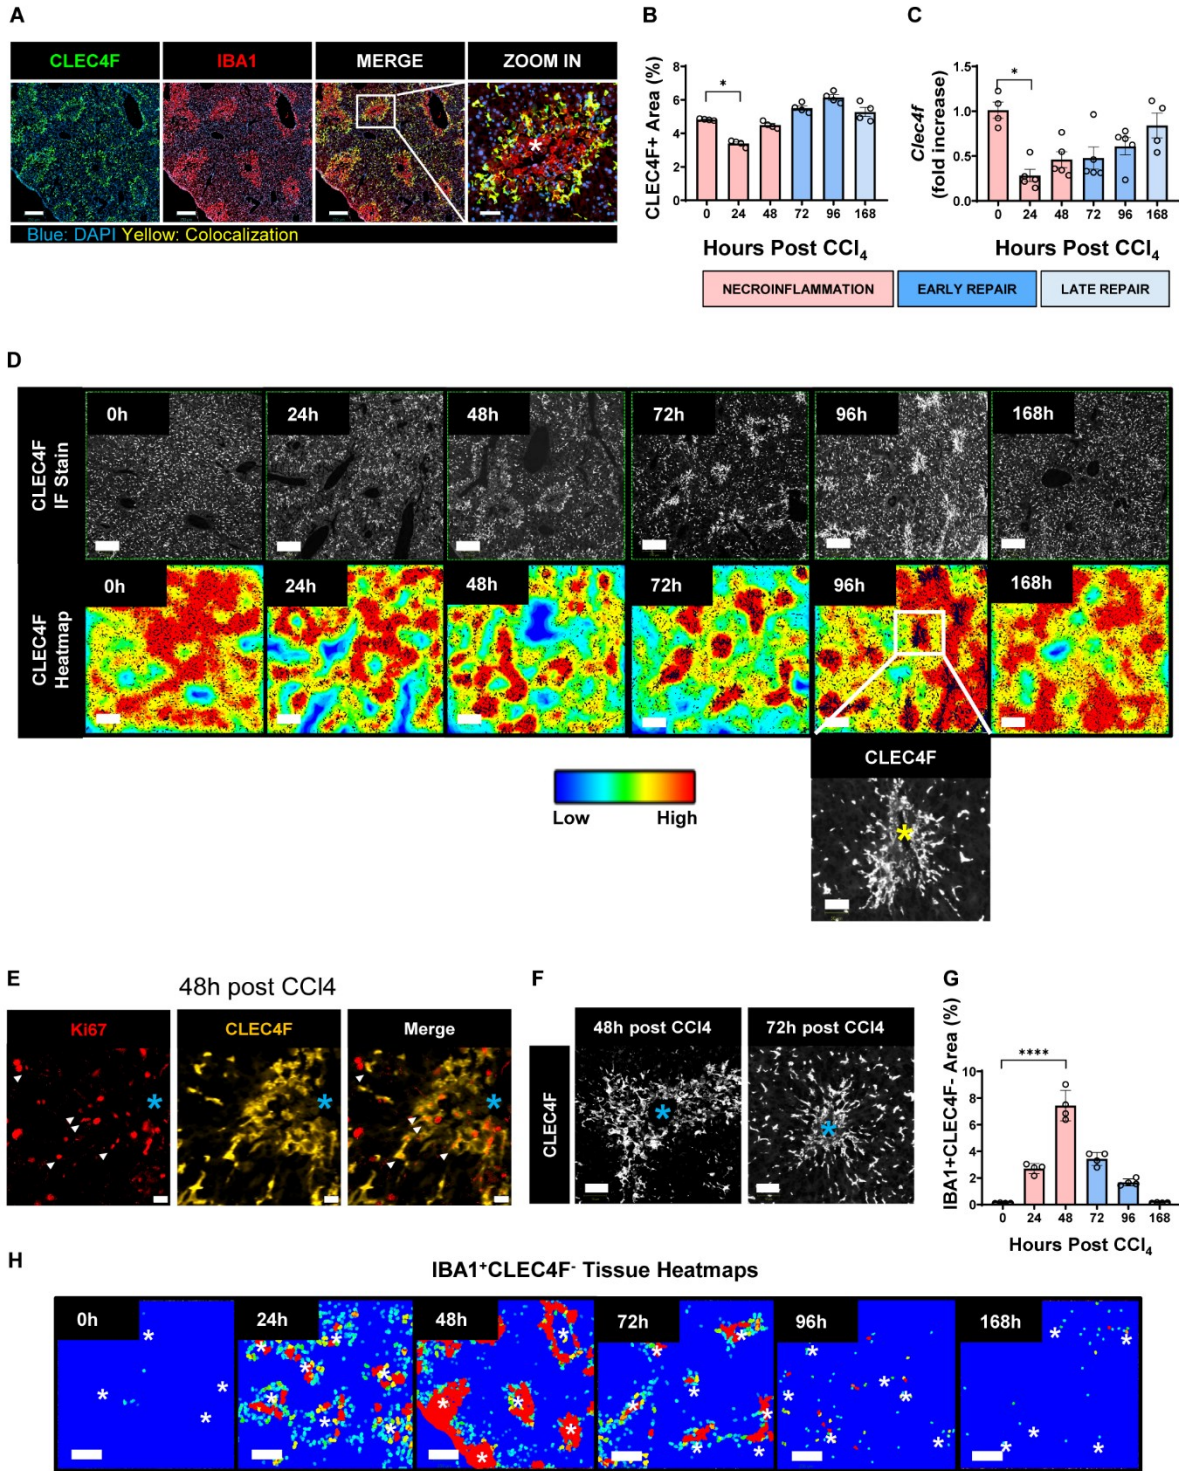 A
CLEC4F IBA1 MERGE ZOOM IN
*
Blue: DAPI Yellow: Colocalization
B
CLEC4F+ Area (%)
8
6
4
2
0
*
0 24 48 72 96 168
Hours Post CCl₄
C
Clec4f
(fold increase)
1.5
1.0
0.5
0.0
*
0 24 48 72 96 168
Hours Post CCl₄
NECROINFLAMMATION EARLY REPAIR LATE REPAIR
D
CLEC4F
IF Stain
0h 24h 48h 72h 96h 168h
CLEC4F
Heatmap
0h 24h 48h 72h 96h 168h
Low High
CLEC4F
*
E
48h post CCl4
Ki67 CLEC4F Merge
* * *
F
CLEC4F
48h post CCl4 72h post CCl4
* *
G
IBA1+CLEC4F- Area (%)
10
8
6
4
2
0
****
0 24 48 72 96 168
Hours Post CCl₄
H
IBA1⁺CLEC4F⁻ Tissue Heatmaps
0h 24h 48h 72h 96h 168h